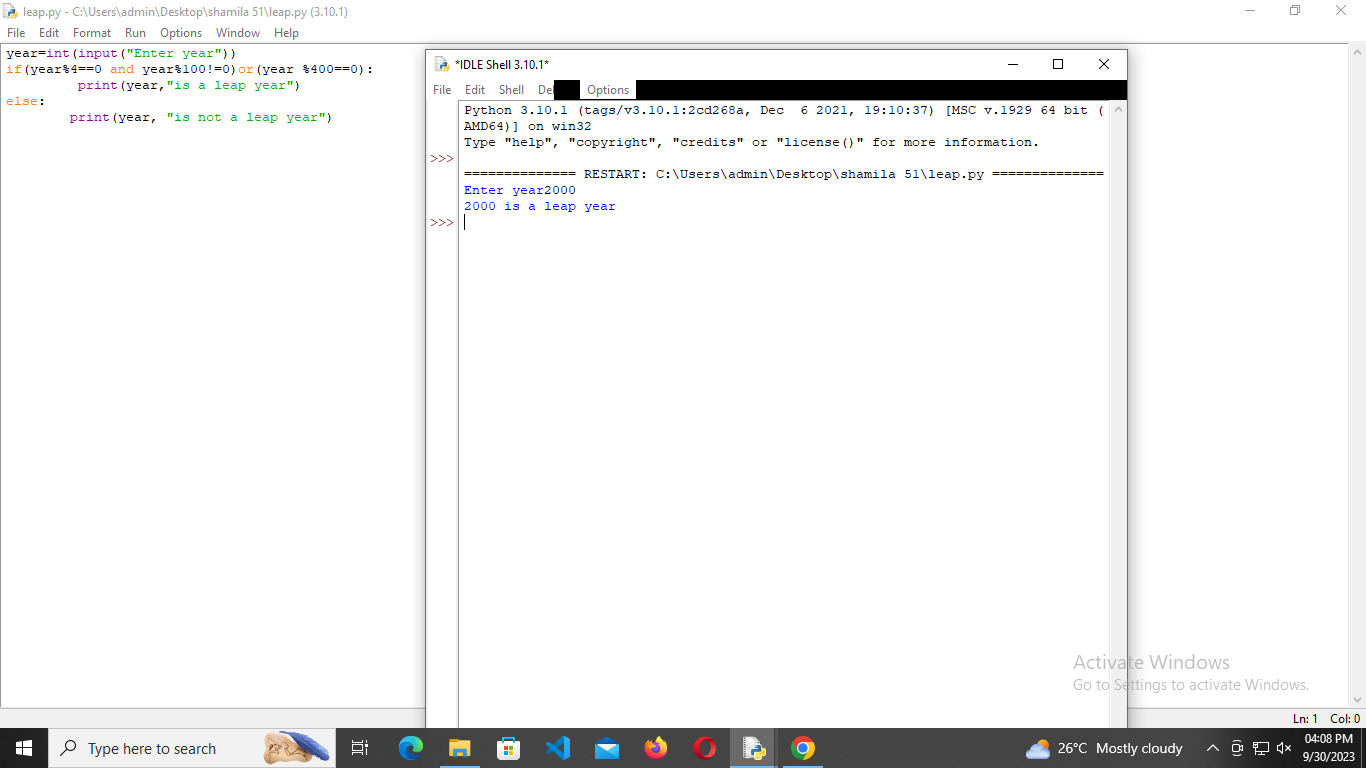 leap.py - C:\Users\admin\Desktop\shamila 51\leap.py (3.10.1)
File Edit Format Run Options Window Help
year=int(input("Enter year"))
if(year%4==0 and year%100!=0)or(year %400==0):
print(year,"is a leap year")
else:
print(year, "is not a leap year")
*IDLE Shell 3.10.1*
File Edit Shell De Options
Python 3.10.1 (tags/v3.10.1:2cd268a, Dec  6 2021, 19:10:37) [MSC v.1929 64 bit (
AMD64)] on win32
Type "help", "copyright", "credits" or "license()" for more information.
>>>
============== RESTART: C:\Users\admin\Desktop\shamila 51\leap.py ==============
Enter year2000
2000 is a leap year
>>>
Activate Windows
Go to Settings to activate Windows.
Ln: 1 Col: 0
Type here to search
26°C Mostly cloudy
04:08 PM
9/30/2023